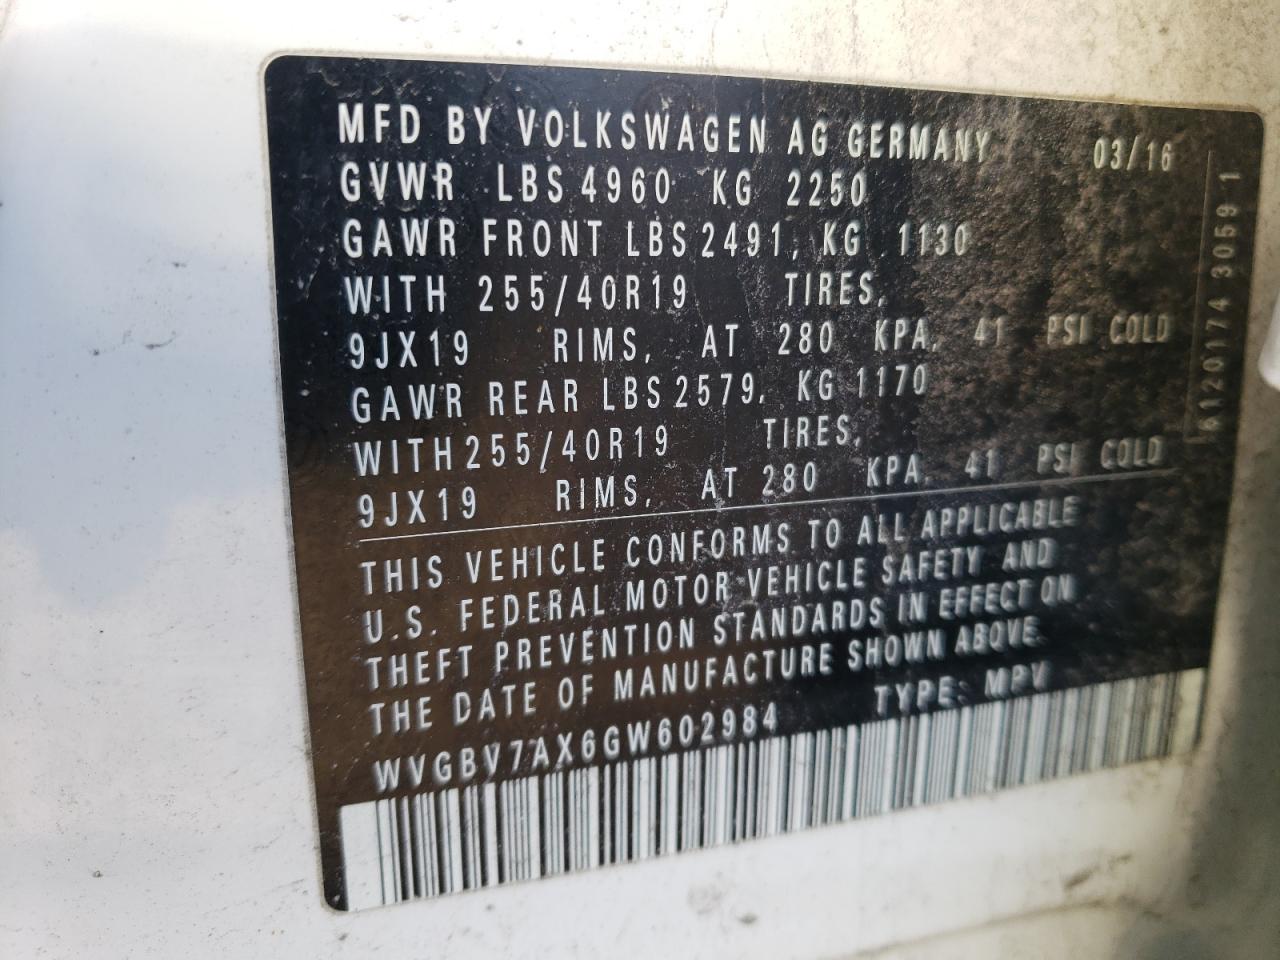 MFD BY VOLKSWAGEN AG GERMANY 03/16
GVWR LBS 4960 KG 2250
GAWR FRONT LBS 2491, KG 1130
WITH 255/40R19 TIRES,
9JX19 RIMS, AT 280 KPA, 41 PSI COLD
GAWR REAR LBS 2579, KG 1170
WITH 255/40R19 TIRES,
9JX19 RIMS, AT 280 KPA, 41 PSI COLD
THIS VEHICLE CONFORMS TO ALL APPLICABLE
U.S. FEDERAL MOTOR VEHICLE SAFETY AND
THEFT PREVENTION STANDARDS IN EFFECT ON
THE DATE OF MANUFACTURE SHOWN ABOVE.
WVGBV7AX6GW602984 TYPE: MPV
6120174 3059 1